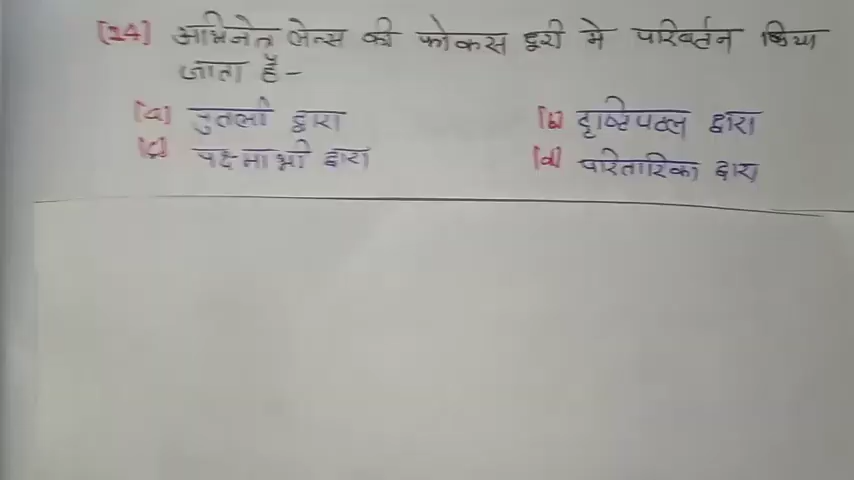 [24] अभिनेत्र लेन्स की फोकस दूरी मे परिवर्तन किया
जाता है -
(a) पुतली द्वारा (b) दृष्टिपटल द्वारा
(c) पक्ष्माभी द्वारा (d) परितारिका द्वारा